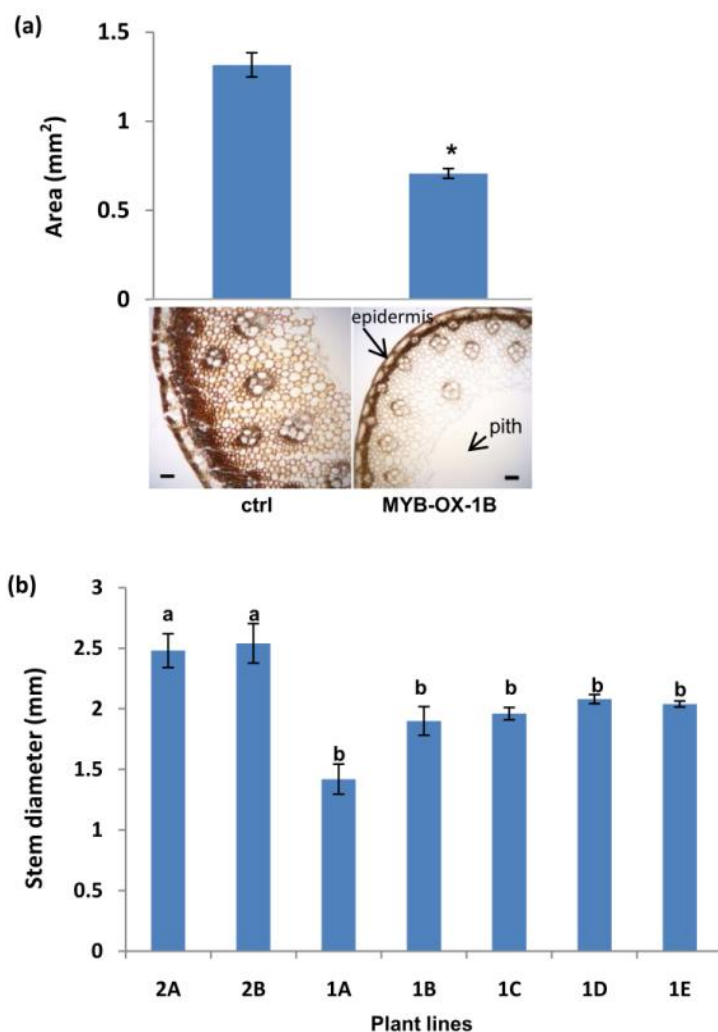 (a)
Area (mm²)
1.5
1
0.5
0
*
epidermis
pith
ctrl
MYB-OX-1B
(b)
Stem diameter (mm)
3
2.5
2
1.5
1
0.5
0
a
a
b
b
b
b
b
2A 2B 1A 1B 1C 1D 1E
Plant lines